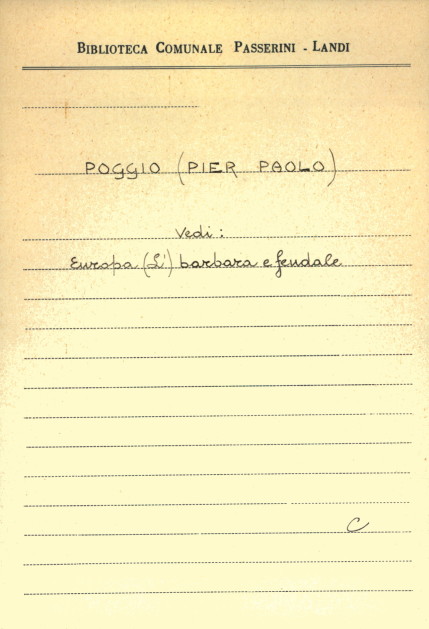 BIBLIOTECA COMUNALE PASSERINI - LANDI
POGGIO (PIER PAOLO)
Vedi:
Europa (L') barbara e feudale
C